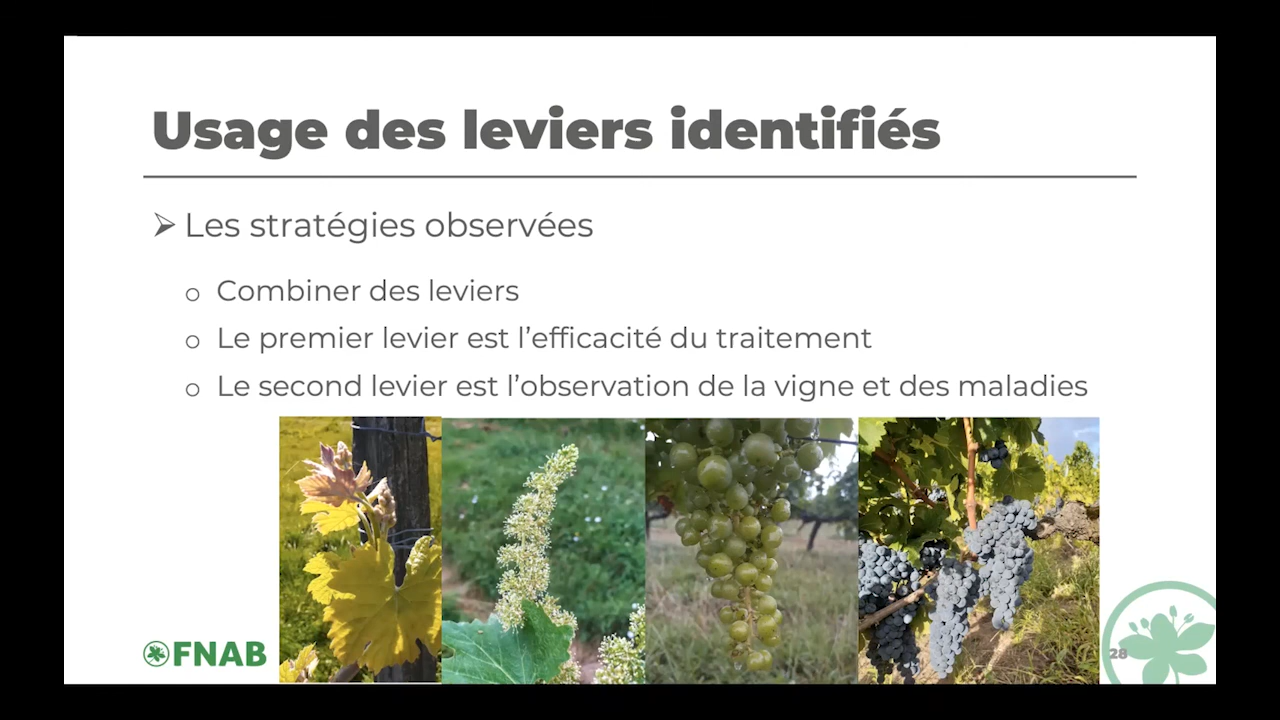 Usage des leviers identifiés
➢ Les stratégies observées
o Combiner des leviers
o Le premier levier est l’efficacité du traitement
o Le second levier est l’observation de la vigne et des maladies
FNAB
28